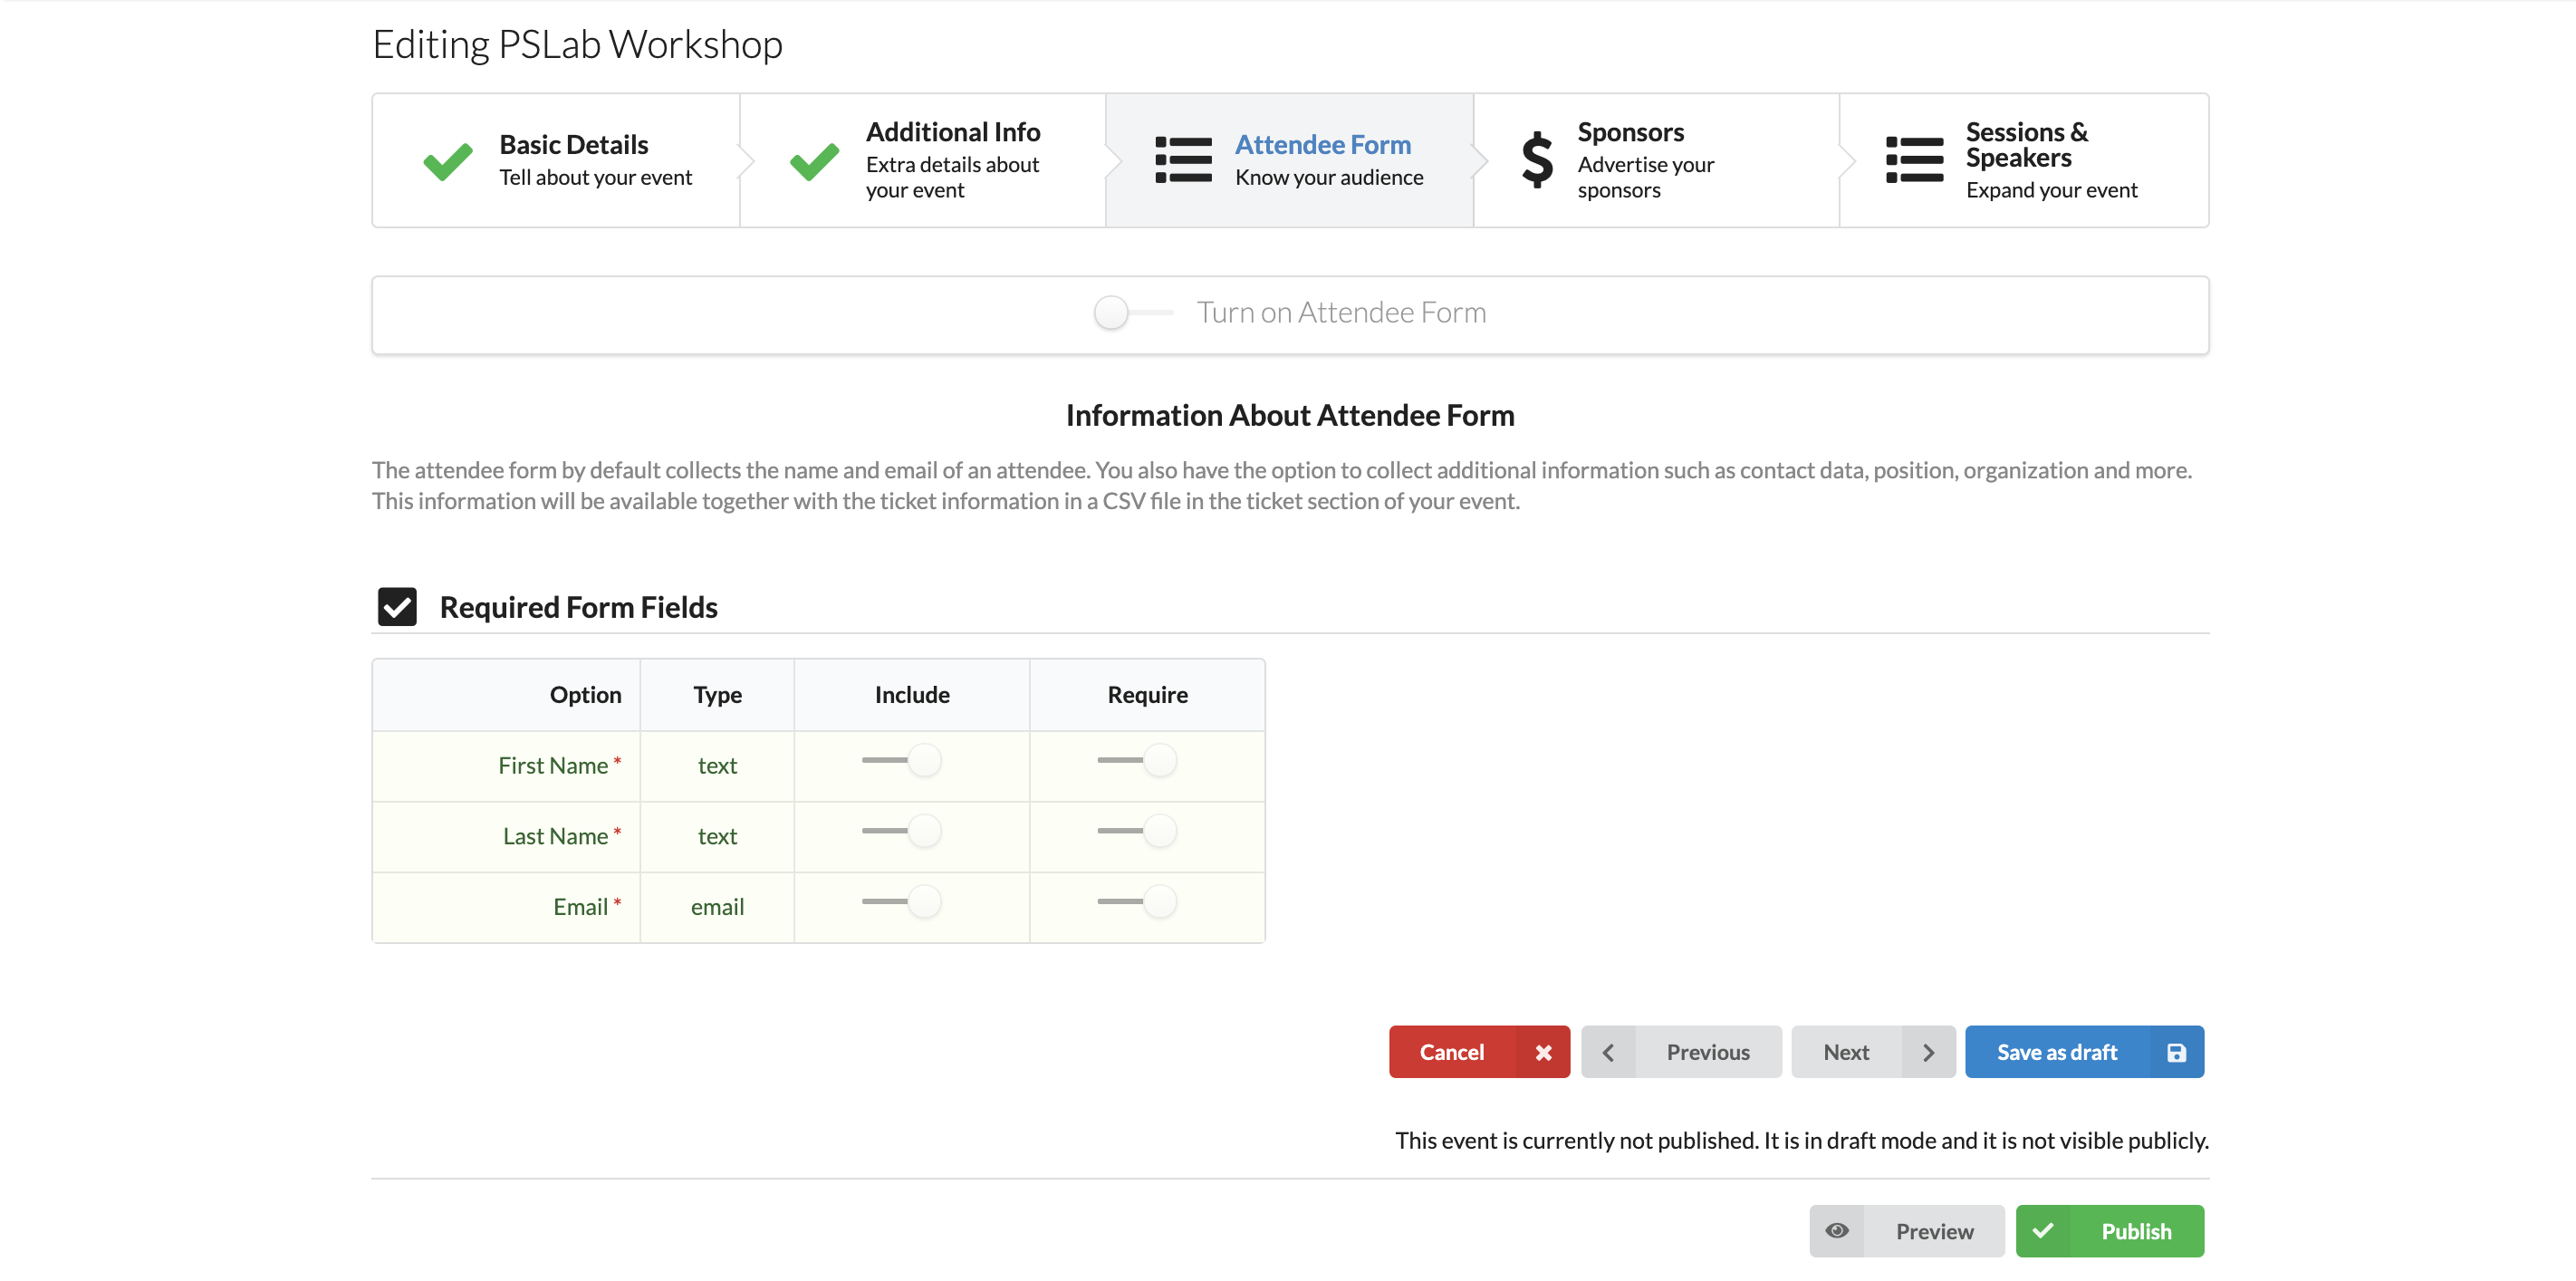 Editing PSLab Workshop
Basic Details
Tell about your event
Additional Info
Extra details about
your event
Attendee Form
Know your audience
Sponsors
Advertise your
sponsors
Sessions &
Speakers
Expand your event
Turn on Attendee Form
Information About Attendee Form
The attendee form by default collects the name and email of an attendee. You also have the option to collect additional information such as contact data, position, organization and more.
This information will be available together with the ticket information in a CSV file in the ticket section of your event.
Required Form Fields
Option Type Include Require
First Name * text
Last Name * text
Email * email
Cancel Previous Next Save as draft
This event is currently not published. It is in draft mode and it is not visible publicly.
Preview Publish